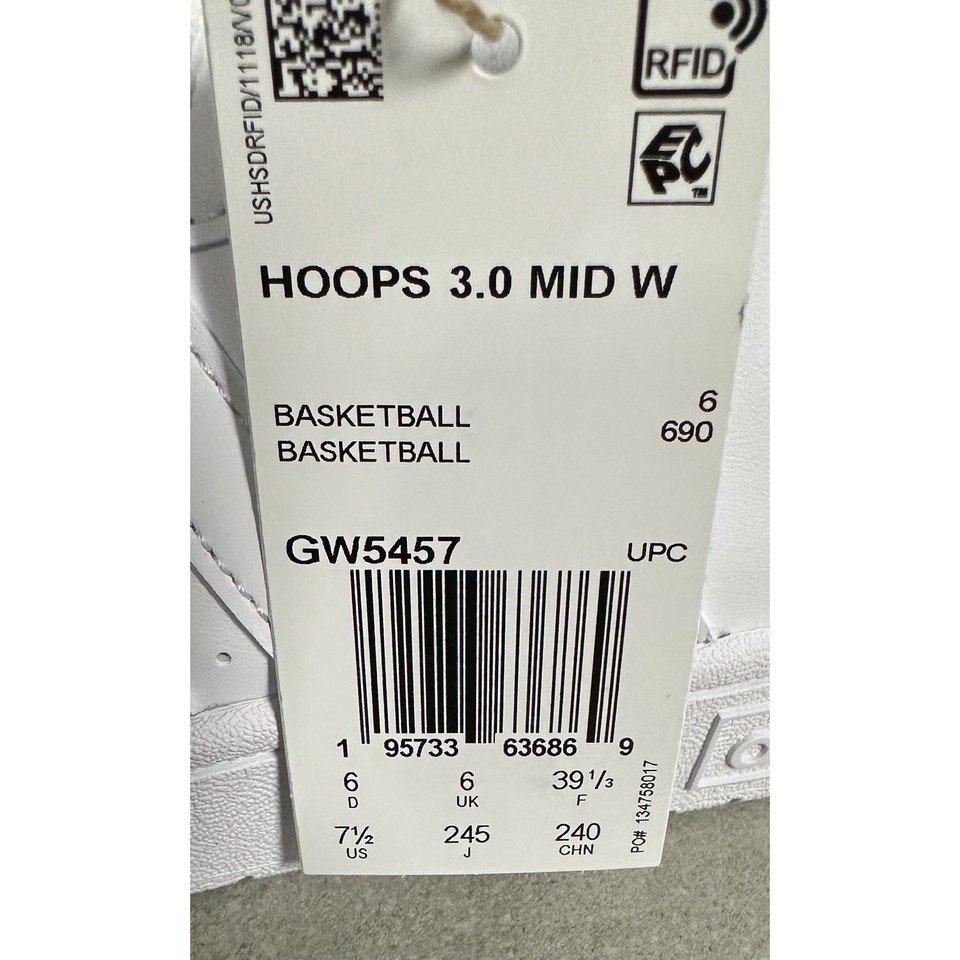 USHSDRFID/1118/V
RFID
EPC
TM
HOOPS 3.0 MID W
BASKETBALL 6
BASKETBALL 690
GW5457 UPC
1 95733 63686 9
6 6 39 1/3
D UK F
7½ 245 240
US J CHN
PO# 134758017